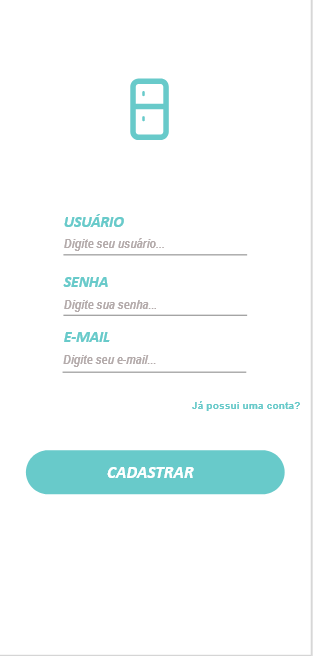 USUÁRIO
Digite seu usuário...
SENHA
Digite sua senha...
E-MAIL
Digite seu e-mail...
Já possui uma conta?
CADASTRAR